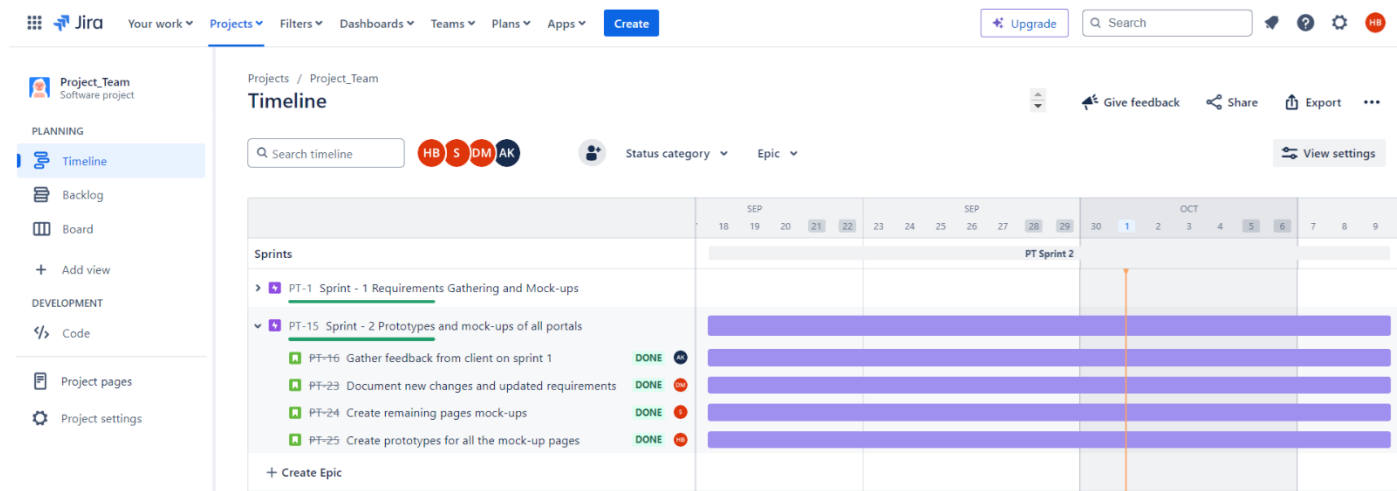 Jira Your work Projects Filters Dashboards Teams Plans Apps Create Upgrade Search HB
Project_Team
Software project
PLANNING
Timeline
Backlog
Board
+ Add view
DEVELOPMENT
Code
Project pages
Project settings
Projects / Project_Team
Timeline
Give feedback Share Export
Search timeline HB S DM AK Status category Epic View settings
SEP SEP OCT
18 19 20 21 22 23 24 25 26 27 28 29 30 1 2 3 4 5 6 7 8 9
Sprints PT Sprint 2
PT-1 Sprint - 1 Requirements Gathering and Mock-ups
PT-15 Sprint - 2 Prototypes and mock-ups of all portals
PT-16 Gather feedback from client on sprint 1 DONE AK
PT-23 Document new changes and updated requirements DONE DM
PT-24 Create remaining pages mock-ups DONE S
PT-25 Create prototypes for all the mock-up pages DONE HB
+ Create Epic